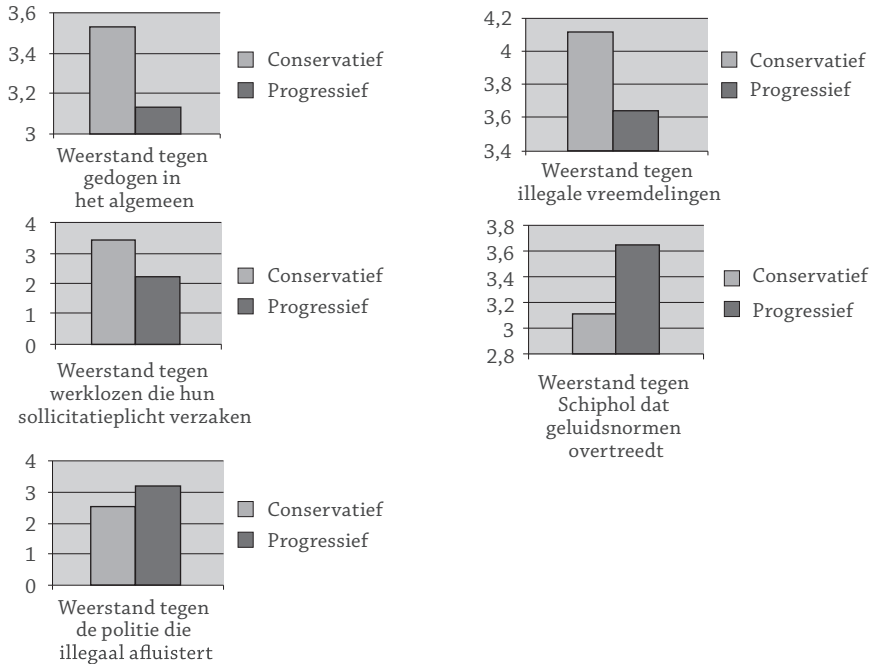 3,6
3,4
3,2
3
Conservatief
Progressief
Weerstand tegen
gedogen in
het algemeen
4,2
4
3,8
3,6
3,4
Conservatief
Progressief
Weerstand tegen
illegale vreemdelingen
4
3
2
1
0
Conservatief
Progressief
Weerstand tegen
werklozen die hun
sollicitatieplicht verzaken
3,8
3,6
3,4
3,2
3
2,8
Conservatief
Progressief
Weerstand tegen
Schiphol dat
geluidsnormen
overtreedt
4
3
2
1
0
Conservatief
Progressief
Weerstand tegen
de politie die
illegaal afluistert